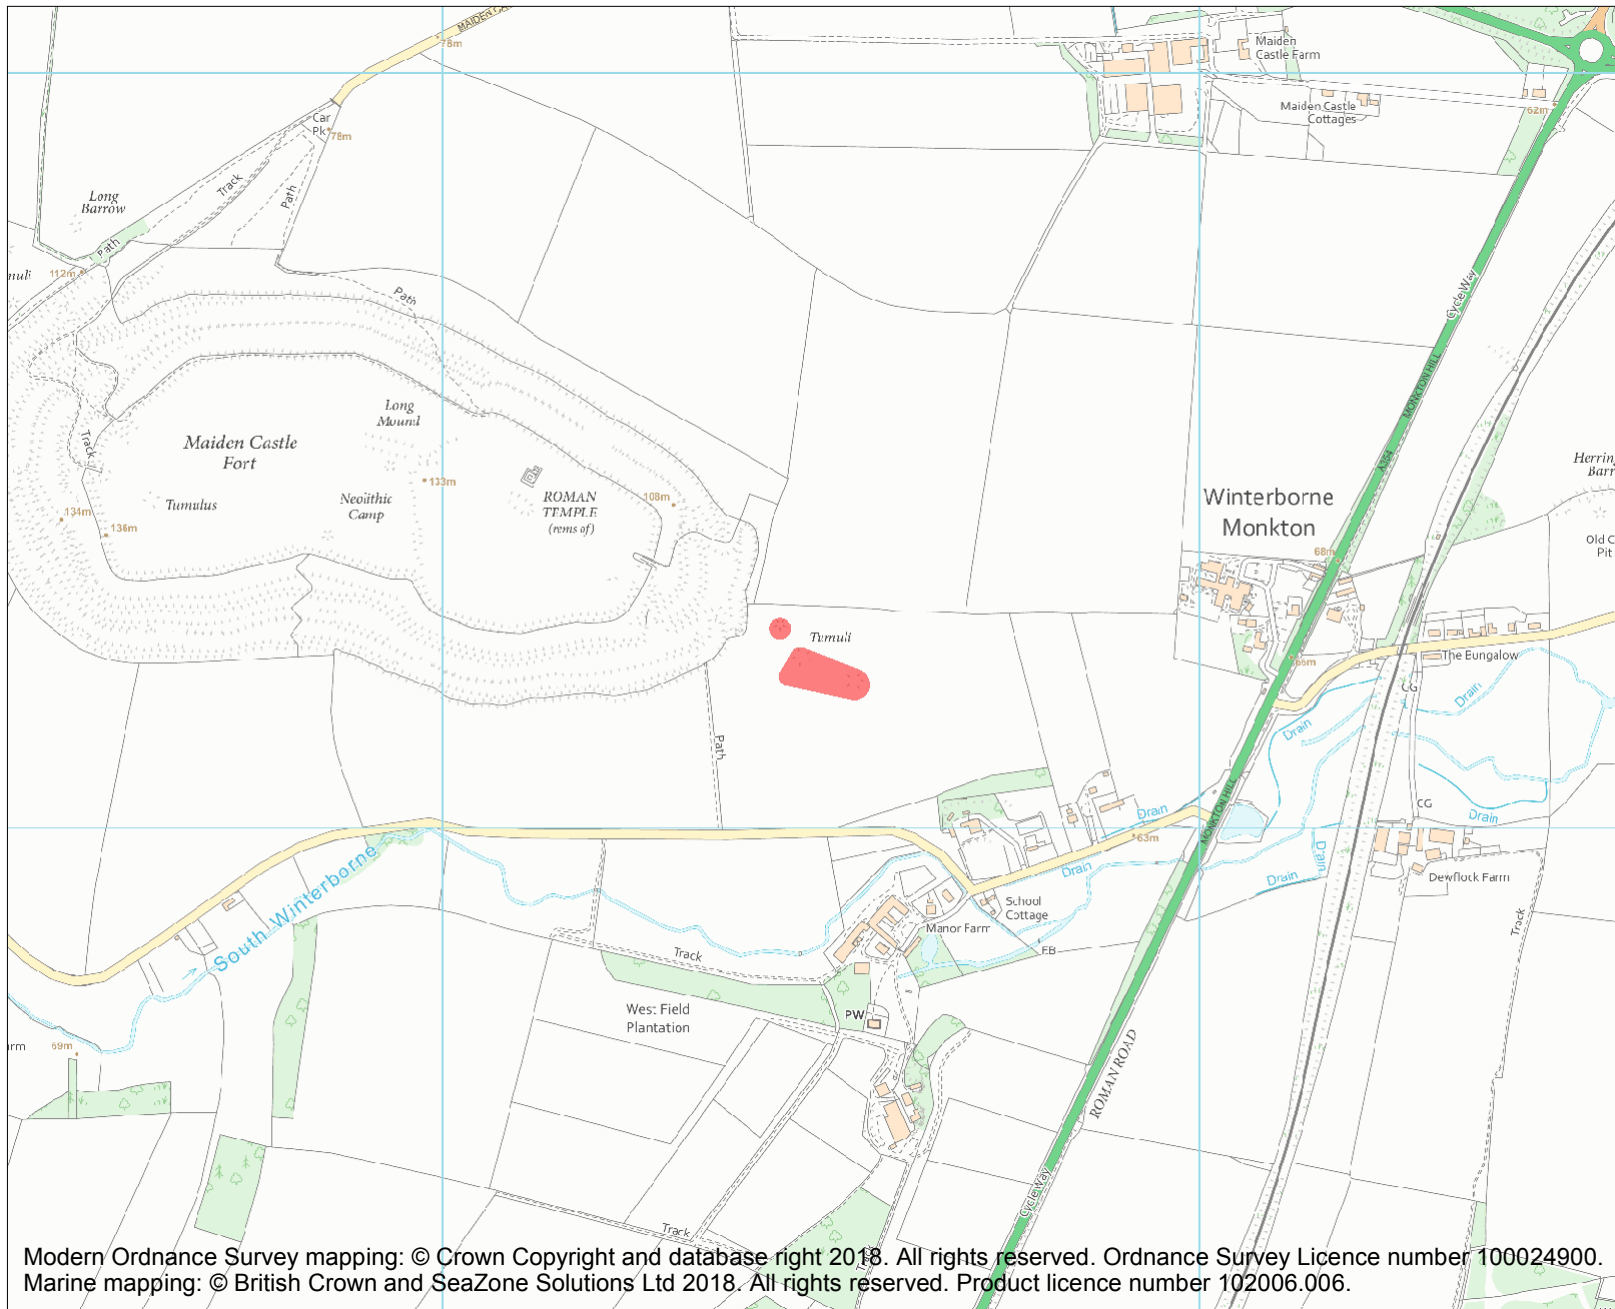 MAIDEN CA
78m
Maiden
Castle Farm
Maiden Castle
Cottages
62m
Car
Pk
78m
Track
Path
Long
Barrow
Path
muli
112m
Path
Cycle Way
MONKTON HILL
A354
Long
Mound
Maiden Castle
Fort
Track
Tumulus
Neolithic
Camp
133m
134m
136m
ROMAN
TEMPLE
(rems of)
108m
Winterborne
Monkton
68m
Herrin
Barr
Old C
Pit
Tumuli
The Bungalow
66m
CG
Drain
Drain
Path
MONKTON HILL
Drain
CG
Drain
63m
Drain
Drain
Drain
Dewflock Farm
South Winterborne
School
Cottage
Manor Farm
FB
Track
Track
West Field
Plantation
PW
arm
69m
ROMAN ROAD
Cycle Way
Track
Track
Modern Ordnance Survey mapping: © Crown Copyright and database right 2018. All rights reserved. Ordnance Survey Licence number 100024900.
Marine mapping: © British Crown and SeaZone Solutions Ltd 2018. All rights reserved. Product licence number 102006.006.